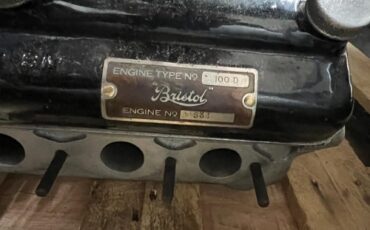 ENGINE TYPE Nº 100 D
"Bristol"
ENGINE Nº